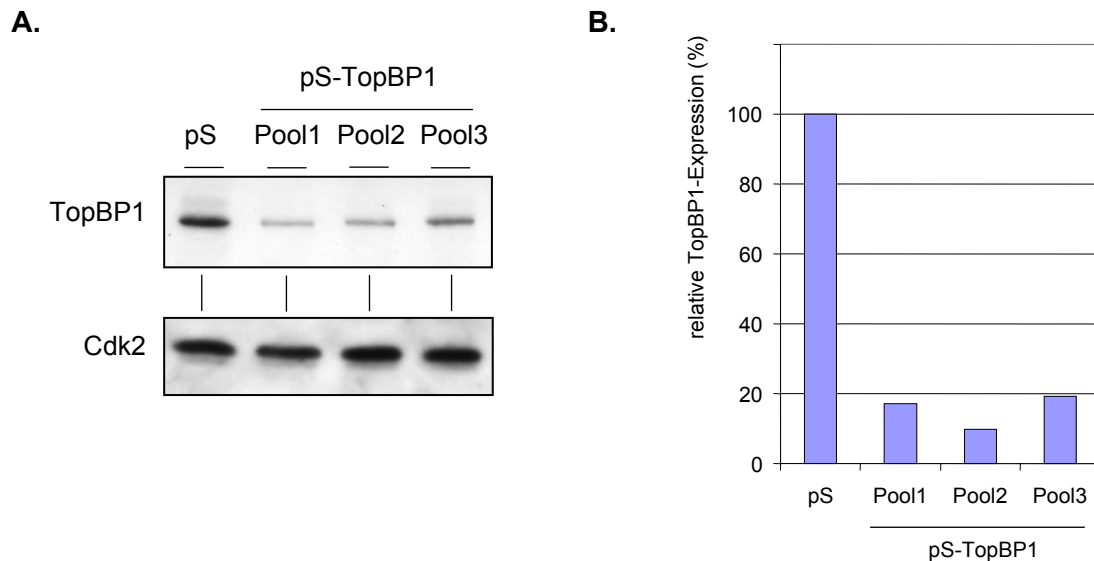 A.
pS-TopBP1
pS Pool1 Pool2 Pool3
TopBP1
Cdk2
B.
relative TopBP1-Expression (%)
100
80
60
40
20
0
pS Pool1 Pool2 Pool3
pS-TopBP1